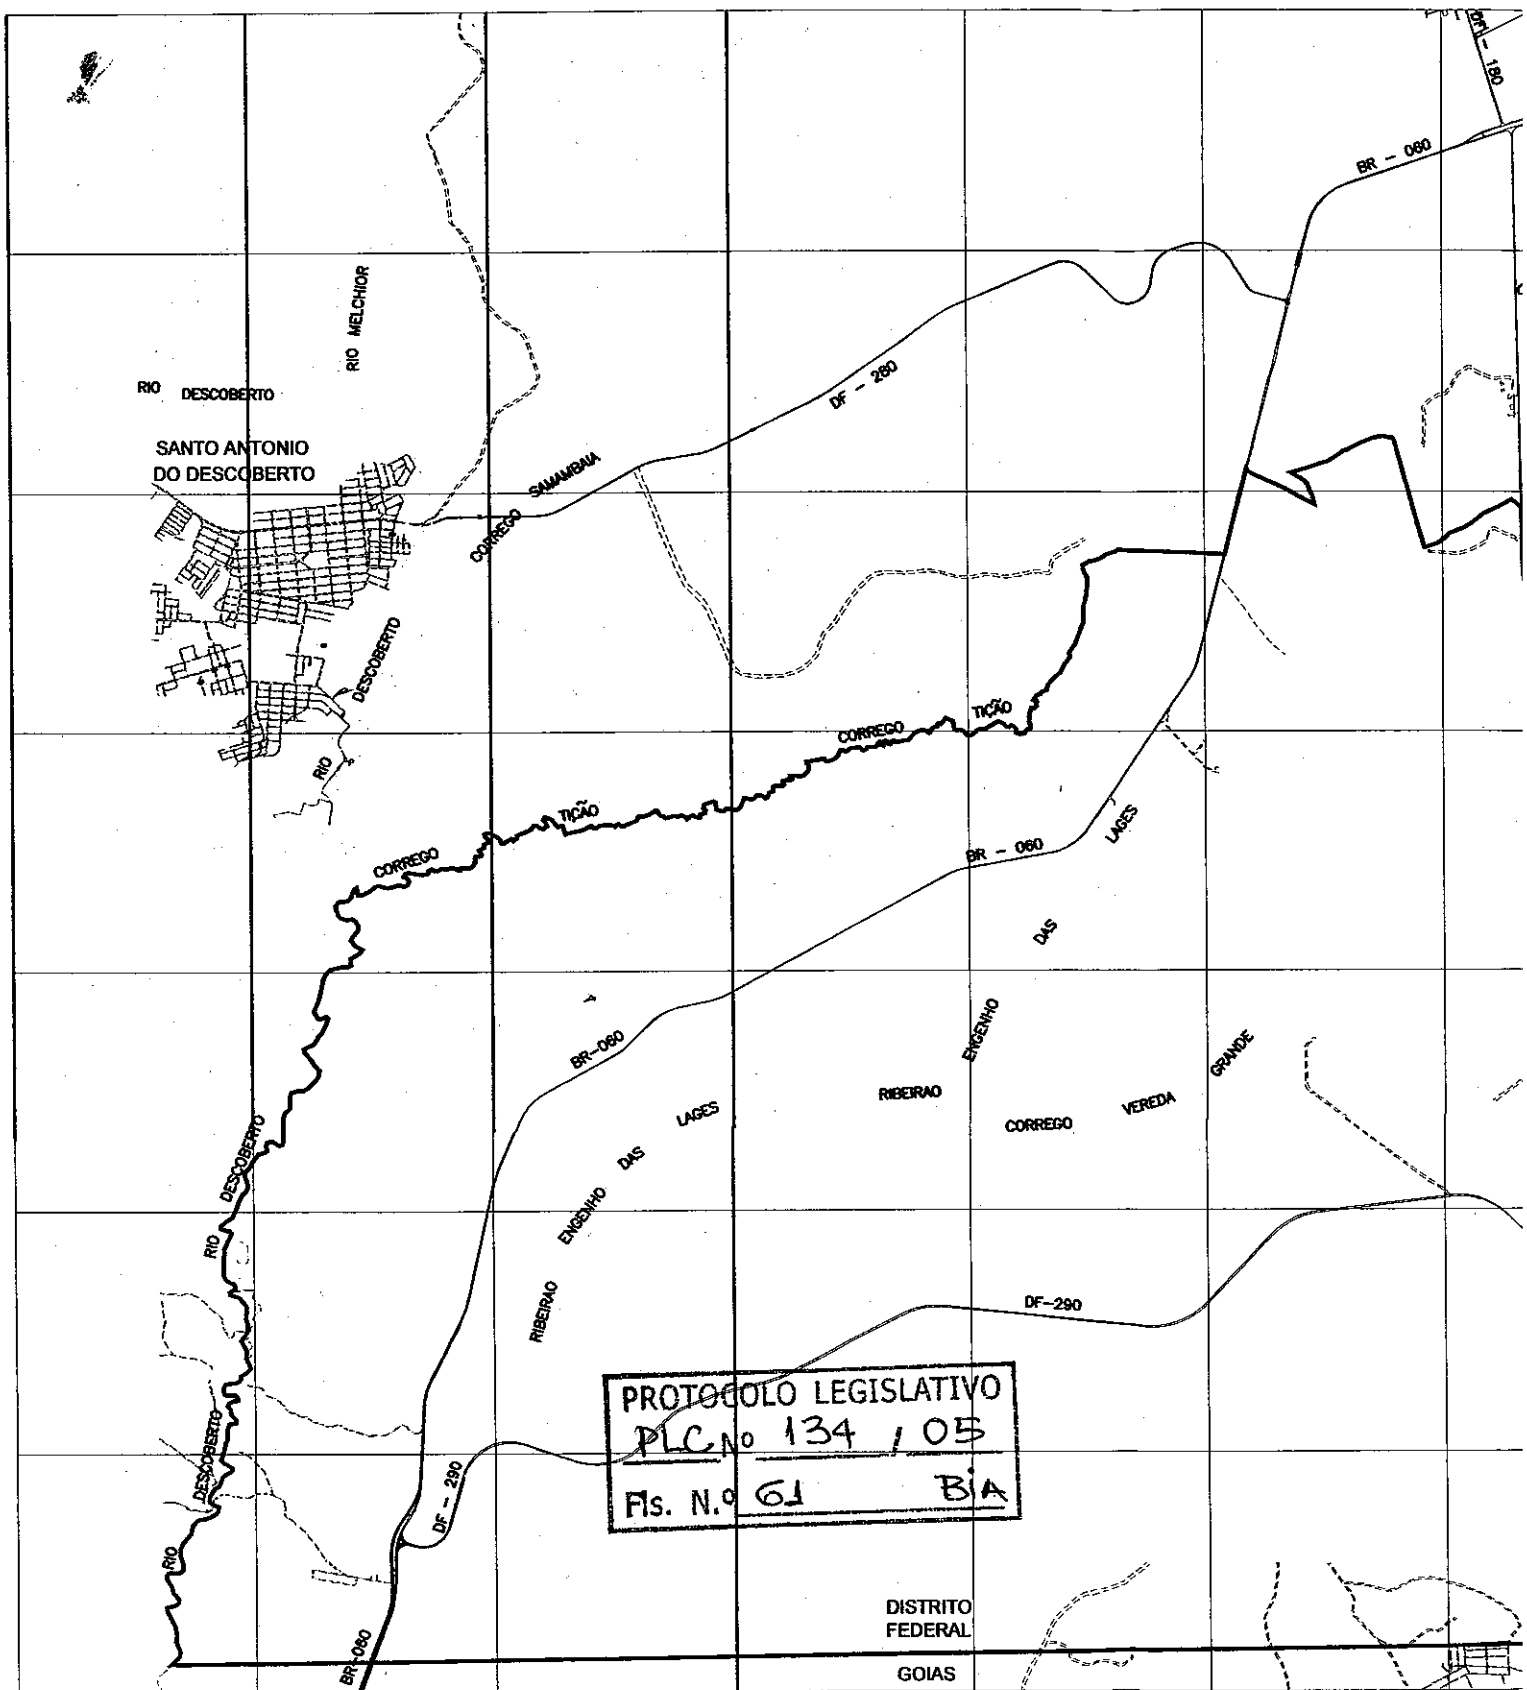 DF - 180
BR - 060
RIO MELCHIOR
RIO DESCOBERTO
DF - 280
SANTO ANTONIO
DO DESCOBERTO
CORREGO SAMAMBAIA
RIO DESCOBERTO
CORREGO TIÇÃO
CORREGO TIÇÃO
BR - 060
RIBEIRAO ENGENHO DAS LAGES
BR-060
CORREGO VEREDA GRANDE
RIBEIRAO ENGENHO DAS LAGES
RIO DESCOBERTO
DF-290
PROTOCOLO LEGISLATIVO
PLC Nº 134 / 05
Fls. N.º 61 BiA
RIO DESCOBERTO
DF - 290
DISTRITO
FEDERAL
BR-060
GOIAS